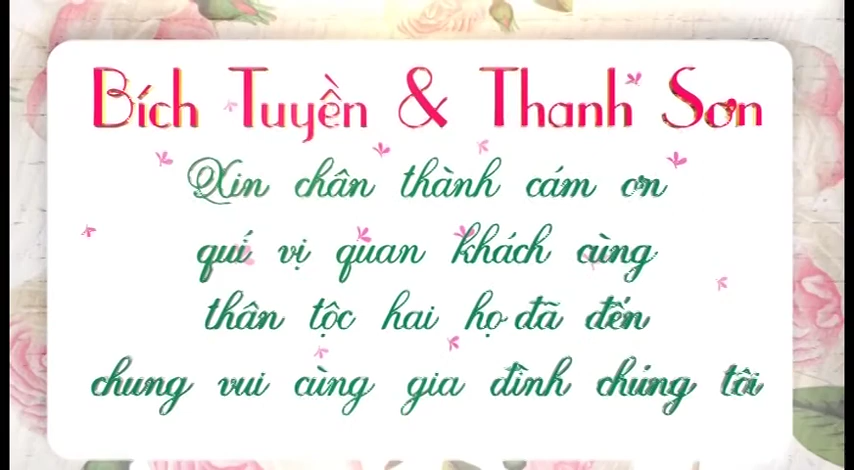 Bích Tuyền & Thanh Sơn
Xin chân thành cám ơn
quí vị quan khách cùng
thân tộc hai họ đã đến
chung vui cùng gia đình chúng tôi